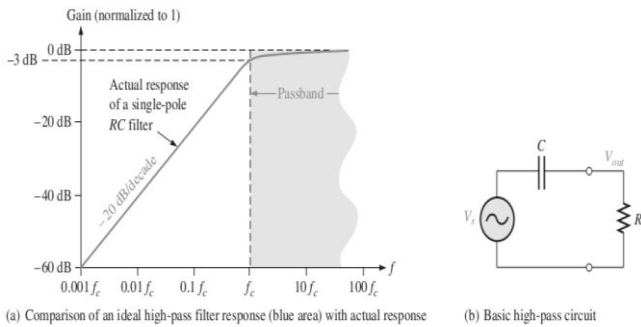 Gain (normalized to 1)
0 dB
–3 dB
Actual response
of a single-pole
RC filter
Passband
–20 dB
–20 dB/decade
–40 dB
–60 dB
f
0.001 fc
0.01 fc
0.1 fc
fc
10 fc
100 fc
(a) Comparison of an ideal high-pass filter response (blue area) with actual response
C
Vout
Vs
R
(b) Basic high-pass circuit